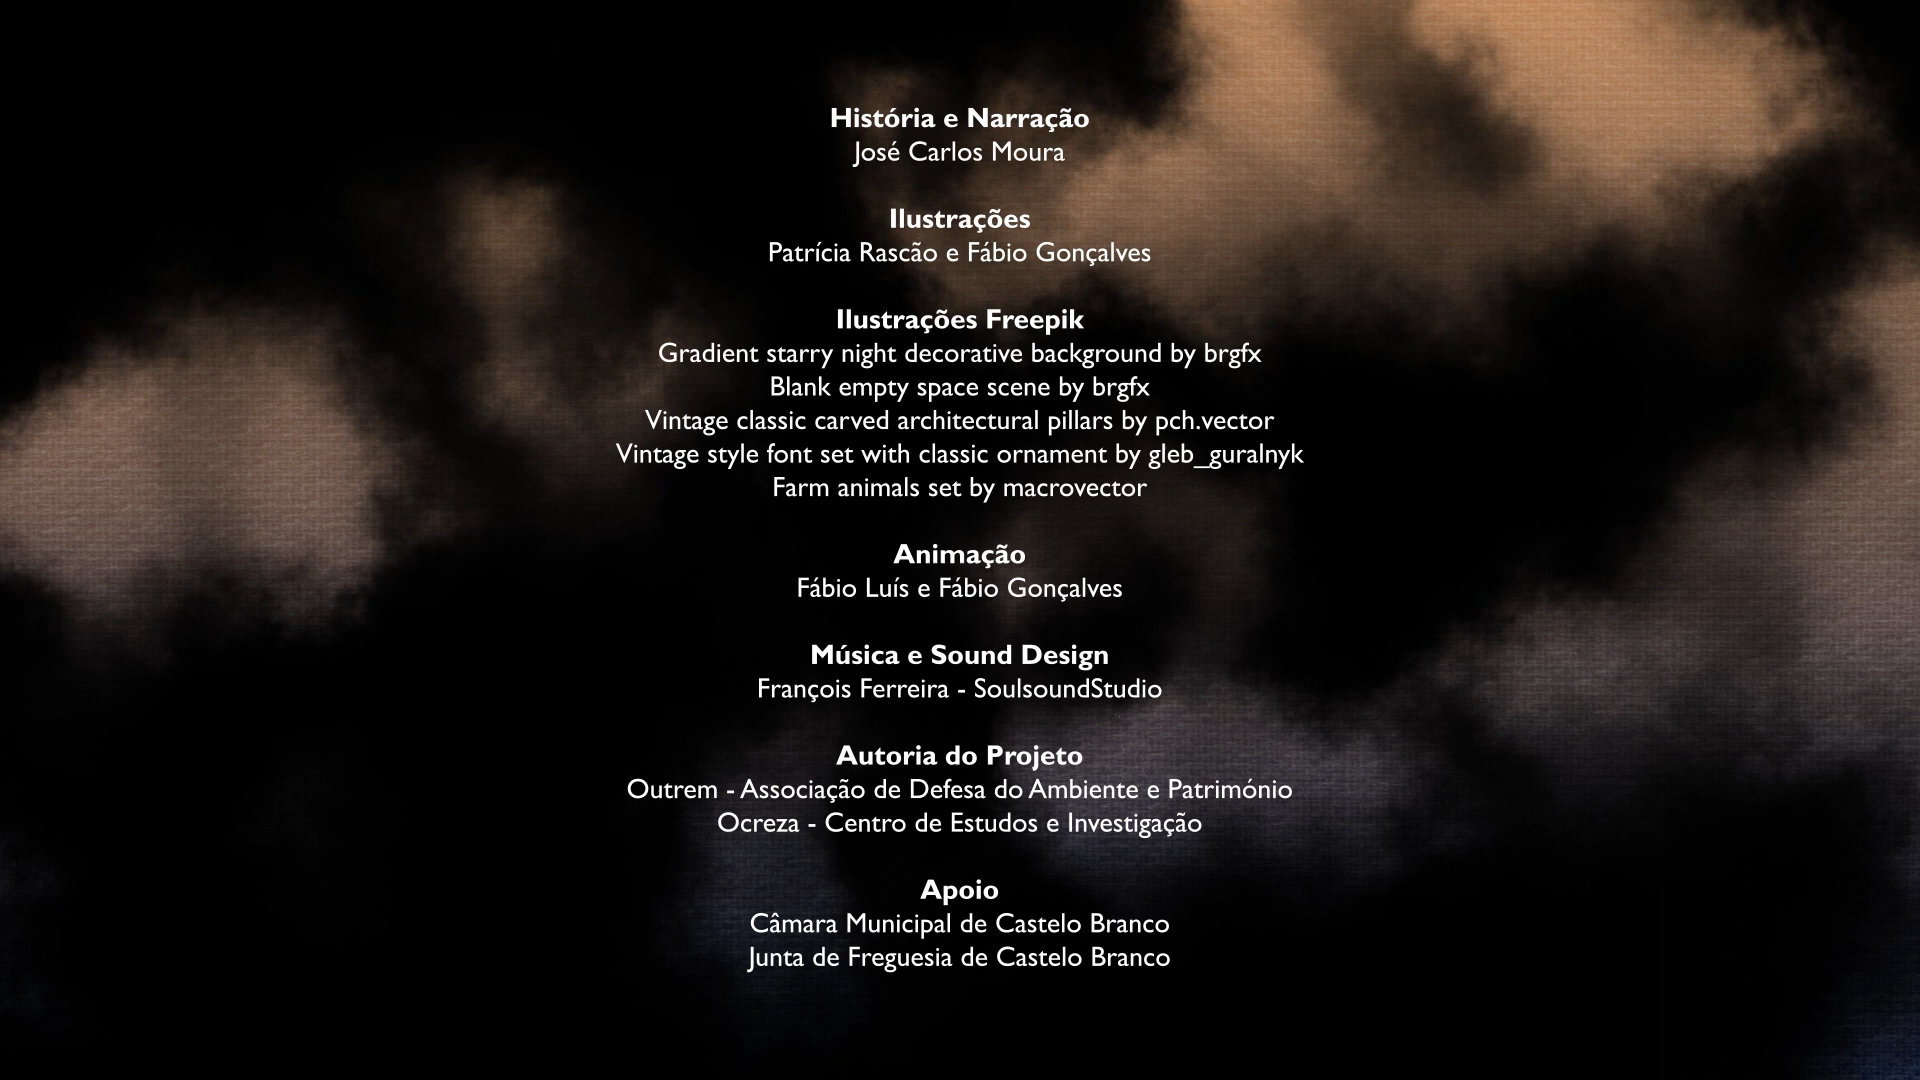 História e Narração
José Carlos Moura
Ilustrações
Patrícia Rascão e Fábio Gonçalves
Ilustrações Freepik
Gradient starry night decorative background by brgfx
Blank empty space scene by brgfx
Vintage classic carved architectural pillars by pch.vector
Vintage style font set with classic ornament by gleb_guralnyk
Farm animals set by macrovector
Animação
Fábio Luís e Fábio Gonçalves
Música e Sound Design
François Ferreira - SoulsoundStudio
Autoria do Projeto
Outrem - Associação de Defesa do Ambiente e Património
Ocreza - Centro de Estudos e Investigação
Apoio
Câmara Municipal de Castelo Branco
Junta de Freguesia de Castelo Branco